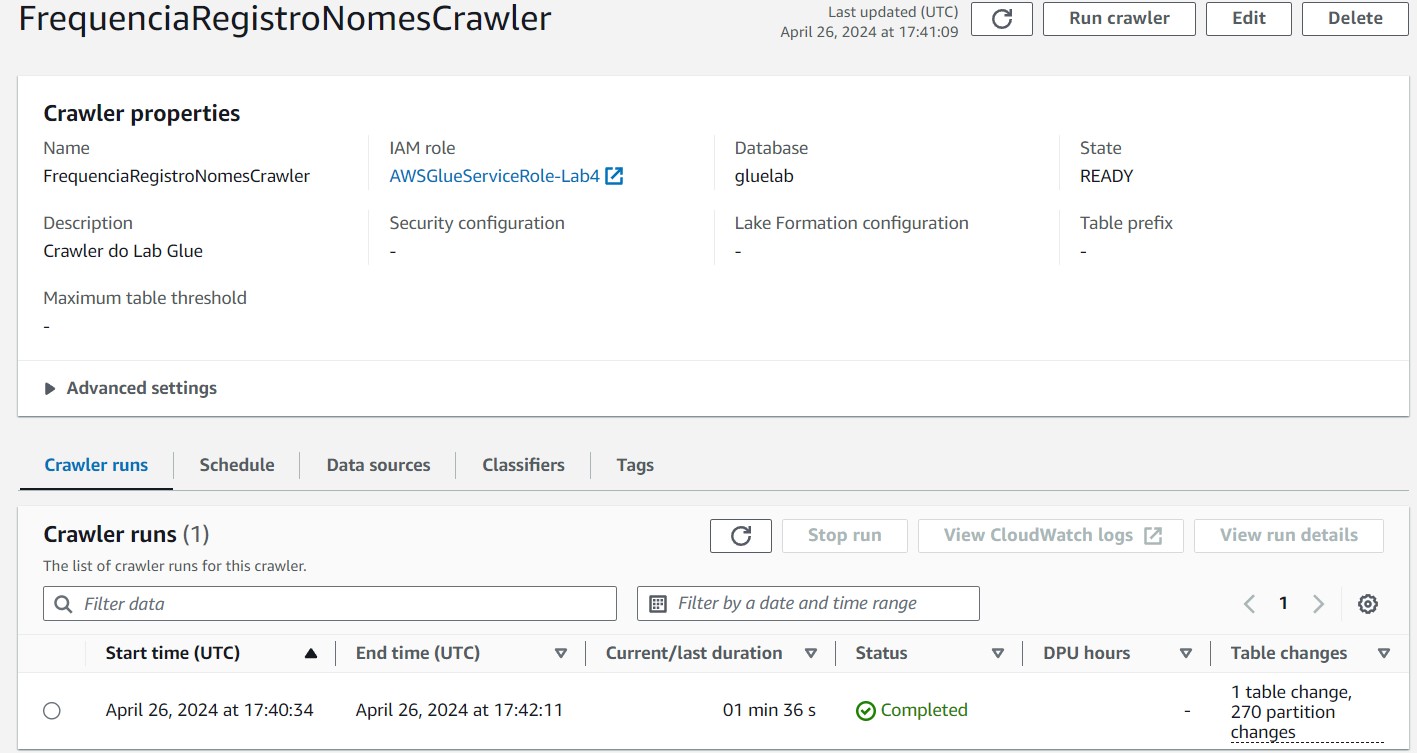 FrequenciaRegistroNomesCrawler
Last updated (UTC)
April 26, 2024 at 17:41:09
Run crawler
Edit
Delete
Crawler properties
Name
FrequenciaRegistroNomesCrawler
IAM role
AWSGlueServiceRole-Lab4
Database
gluelab
State
READY
Description
Crawler do Lab Glue
Security configuration
-
Lake Formation configuration
-
Table prefix
-
Maximum table threshold
-
Advanced settings
Crawler runs
Schedule
Data sources
Classifiers
Tags
Crawler runs (1)
The list of crawler runs for this crawler.
Stop run
View CloudWatch logs
View run details
Filter data
Filter by a date and time range
1
Start time (UTC)
End time (UTC)
Current/last duration
Status
DPU hours
Table changes
April 26, 2024 at 17:40:34
April 26, 2024 at 17:42:11
01 min 36 s
Completed
-
1 table change,
270 partition
changes